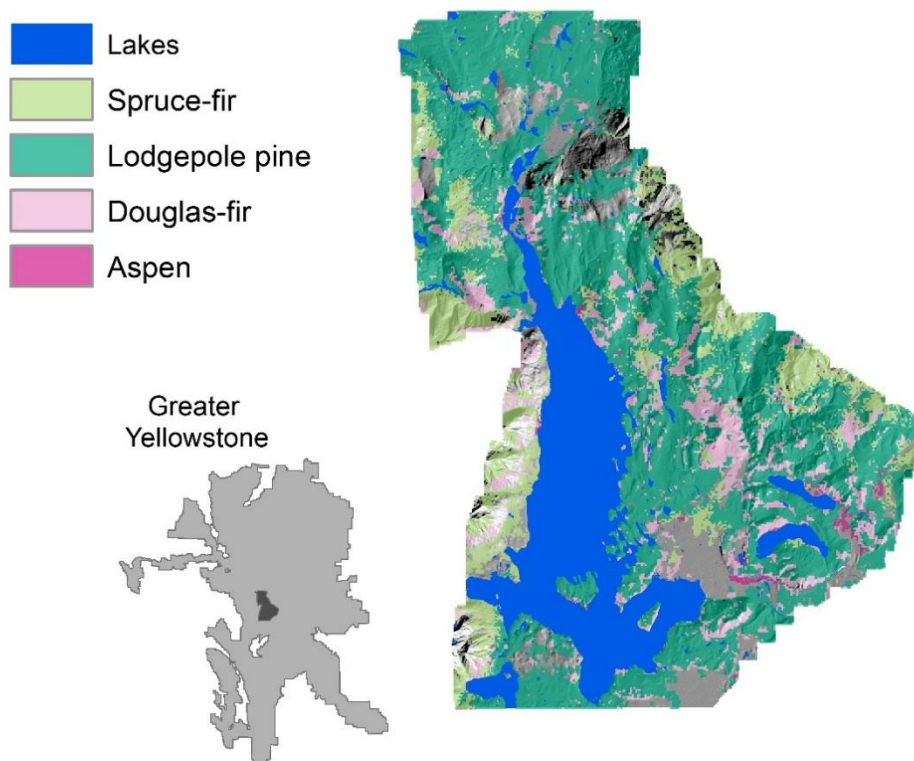 Lakes
Spruce-fir
Lodgepole pine
Douglas-fir
Aspen
Greater
Yellowstone